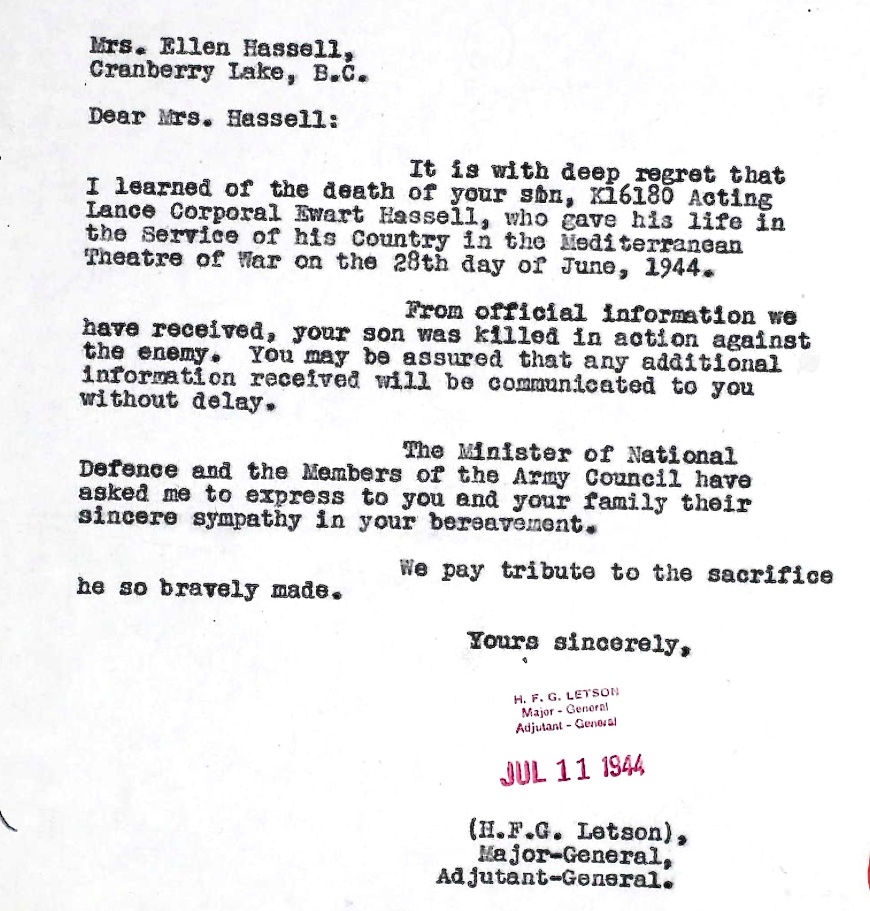 Mrs. Ellen Hassell,
Cranberry Lake, B.C.
Dear Mrs. Hassell:
It is with deep regret that
I learned of the death of your son, K16180 Acting
Lance Corporal Ewart Hassell, who gave his life in
the Service of his Country in the Mediterranean
Theatre of War on the 28th day of June, 1944.
From official information we
have received, your son was killed in action against
the enemy. You may be assured that any additional
information received will be communicated to you
without delay.
The Minister of National
Defence and the Members of the Army Council have
asked me to express to you and your family their
sincere sympathy in your bereavement.
We pay tribute to the sacrifice
he so bravely made.
Yours sincerely,
H. F. G. LETSON
Major - General
Adjutant - General
JUL 11 1944
(H.F.G. Letson),
Major-General,
Adjutant-General.